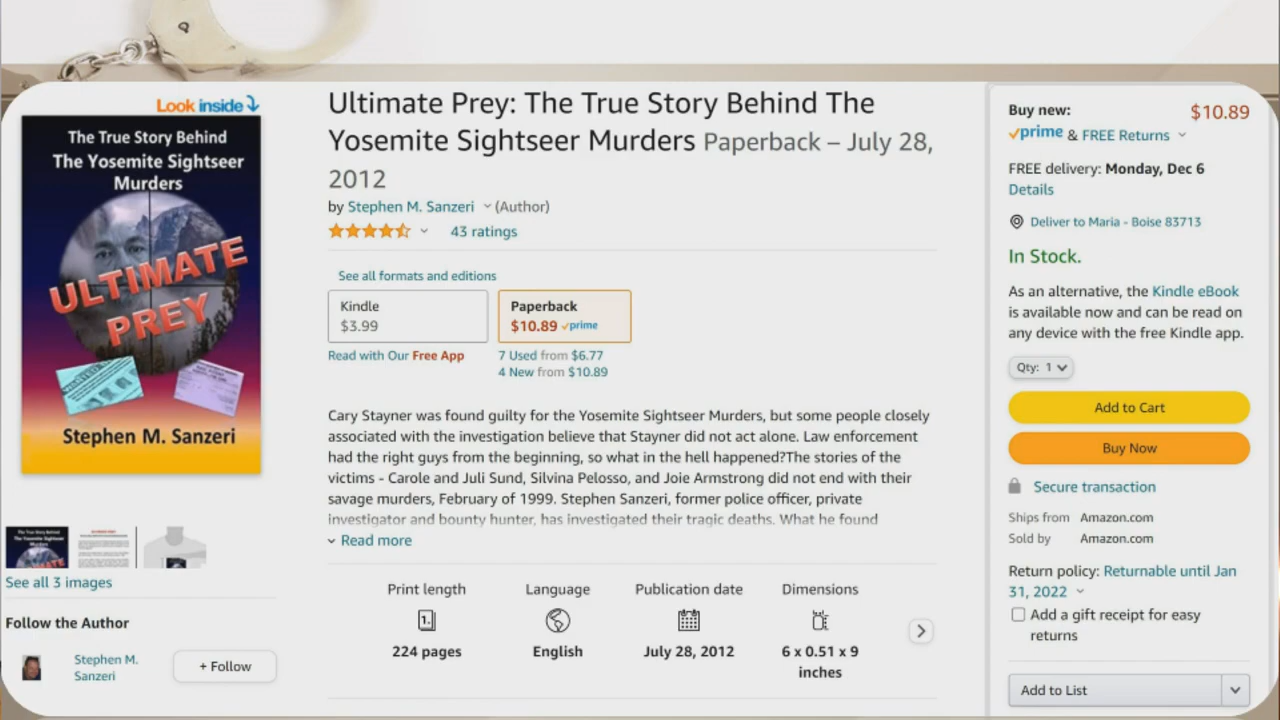 Look inside
The True Story Behind
The Yosemite Sightseer
Murders
ULTIMATE
PREY
Stephen M. Sanzeri
See all 3 images
Follow the Author
Stephen M.
Sanzeri
+ Follow
Ultimate Prey: The True Story Behind The
Yosemite Sightseer Murders Paperback – July 28,
2012
by Stephen M. Sanzeri (Author)
43 ratings
See all formats and editions
Kindle
$3.99
Paperback
$10.89 prime
Read with Our Free App
7 Used from $6.77
4 New from $10.89
Cary Stayner was found guilty for the Yosemite Sightseer Murders, but some people closely
associated with the investigation believe that Stayner did not act alone. Law enforcement
had the right guys from the beginning, so what in the hell happened?The stories of the
victims - Carole and Juli Sund, Silvina Pelosso, and Joie Armstrong did not end with their
savage murders, February of 1999. Stephen Sanzeri, former police officer, private
investigator and bounty hunter, has investigated their tragic deaths. What he found
Read more
Print length
224 pages
Language
English
Publication date
July 28, 2012
Dimensions
6 x 0.51 x 9
inches
Buy new:
$10.89
prime & FREE Returns
FREE delivery: Monday, Dec 6
Details
Deliver to Maria - Boise 83713
In Stock.
As an alternative, the Kindle eBook
is available now and can be read on
any device with the free Kindle app.
Qty: 1
Add to Cart
Buy Now
Secure transaction
Ships from Amazon.com
Sold by Amazon.com
Return policy: Returnable until Jan
31, 2022
Add a gift receipt for easy
returns
Add to List